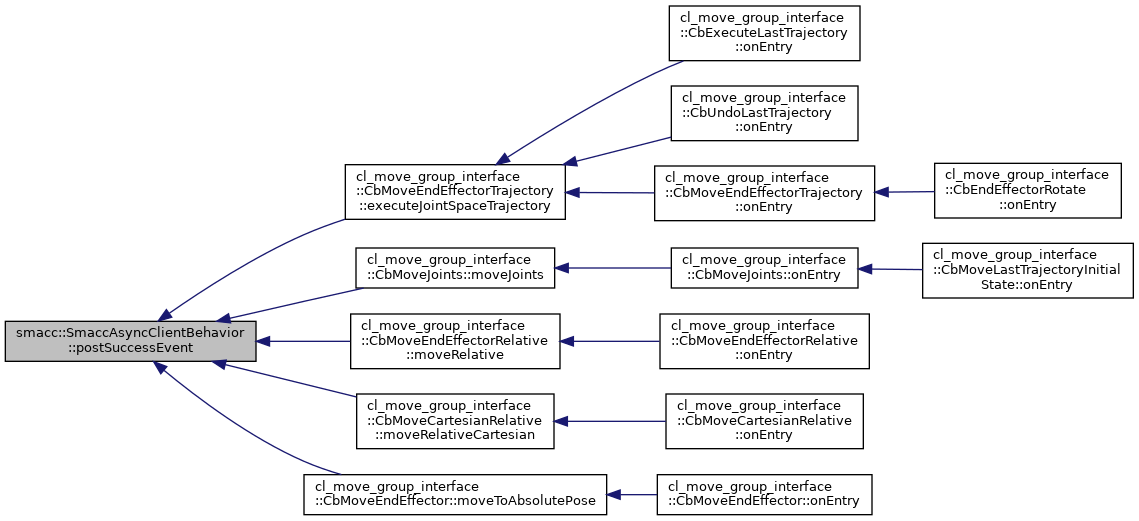 cl_move_group_interface
::CbExecuteLastTrajectory
::onEntry
cl_move_group_interface
::CbUndoLastTrajectory
::onEntry
cl_move_group_interface
::CbMoveEndEffectorTrajectory
::executeJointSpaceTrajectory
cl_move_group_interface
::CbMoveEndEffectorTrajectory
::onEntry
cl_move_group_interface
::CbEndEffectorRotate
::onEntry
cl_move_group_interface
::CbMoveJoints::moveJoints
cl_move_group_interface
::CbMoveJoints::onEntry
cl_move_group_interface
::CbMoveLastTrajectoryInitial
State::onEntry
smacc::SmaccAsyncClientBehavior
::postSuccessEvent
cl_move_group_interface
::CbMoveEndEffectorRelative
::moveRelative
cl_move_group_interface
::CbMoveEndEffectorRelative
::onEntry
cl_move_group_interface
::CbMoveCartesianRelative
::moveRelativeCartesian
cl_move_group_interface
::CbMoveCartesianRelative
::onEntry
cl_move_group_interface
::CbMoveEndEffector::moveToAbsolutePose
cl_move_group_interface
::CbMoveEndEffector::onEntry